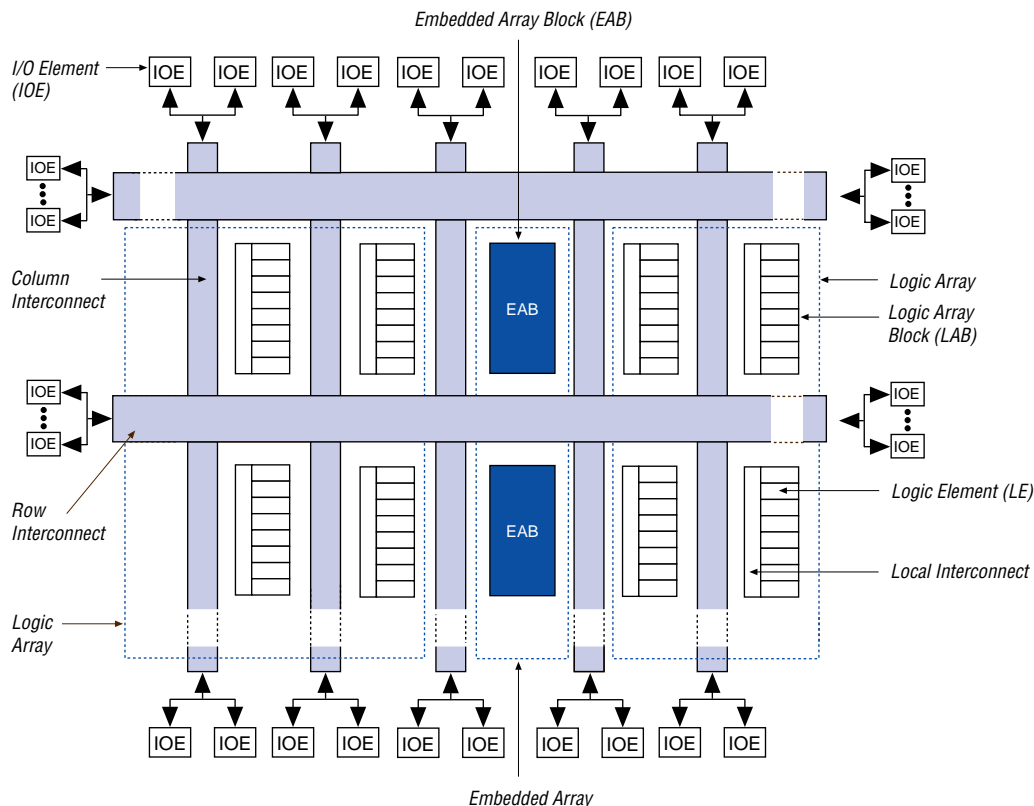 Embedded Array Block (EAB)
I/O Element
(IOE)
IOE IOE IOE IOE IOE IOE IOE IOE IOE IOE
IOE
IOE
IOE
IOE
Column
Interconnect
EAB
Logic Array
Logic Array
Block (LAB)
IOE
IOE
IOE
IOE
Row
Interconnect
EAB
Logic Element (LE)
Local Interconnect
Logic
Array
IOE IOE IOE IOE IOE IOE IOE IOE IOE IOE
Embedded Array